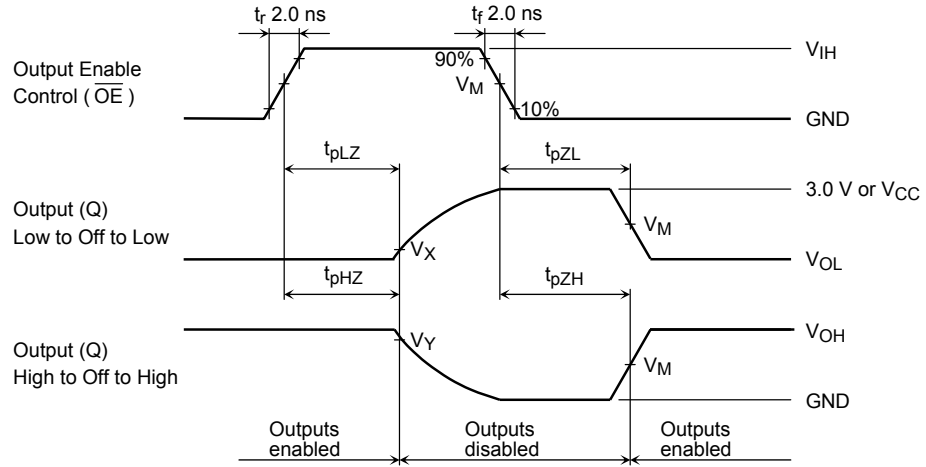 tr 2.0 ns
tf 2.0 ns
Output Enable
Control ( OE )
90%
VM
10%
VIH
GND
tpLZ
tpZL
3.0 V or VCC
Output (Q)
Low to Off to Low
VX
VM
VOL
tpHZ
tpZH
Output (Q)
High to Off to High
VY
VM
VOH
GND
Outputs
enabled
Outputs
disabled
Outputs
enabled